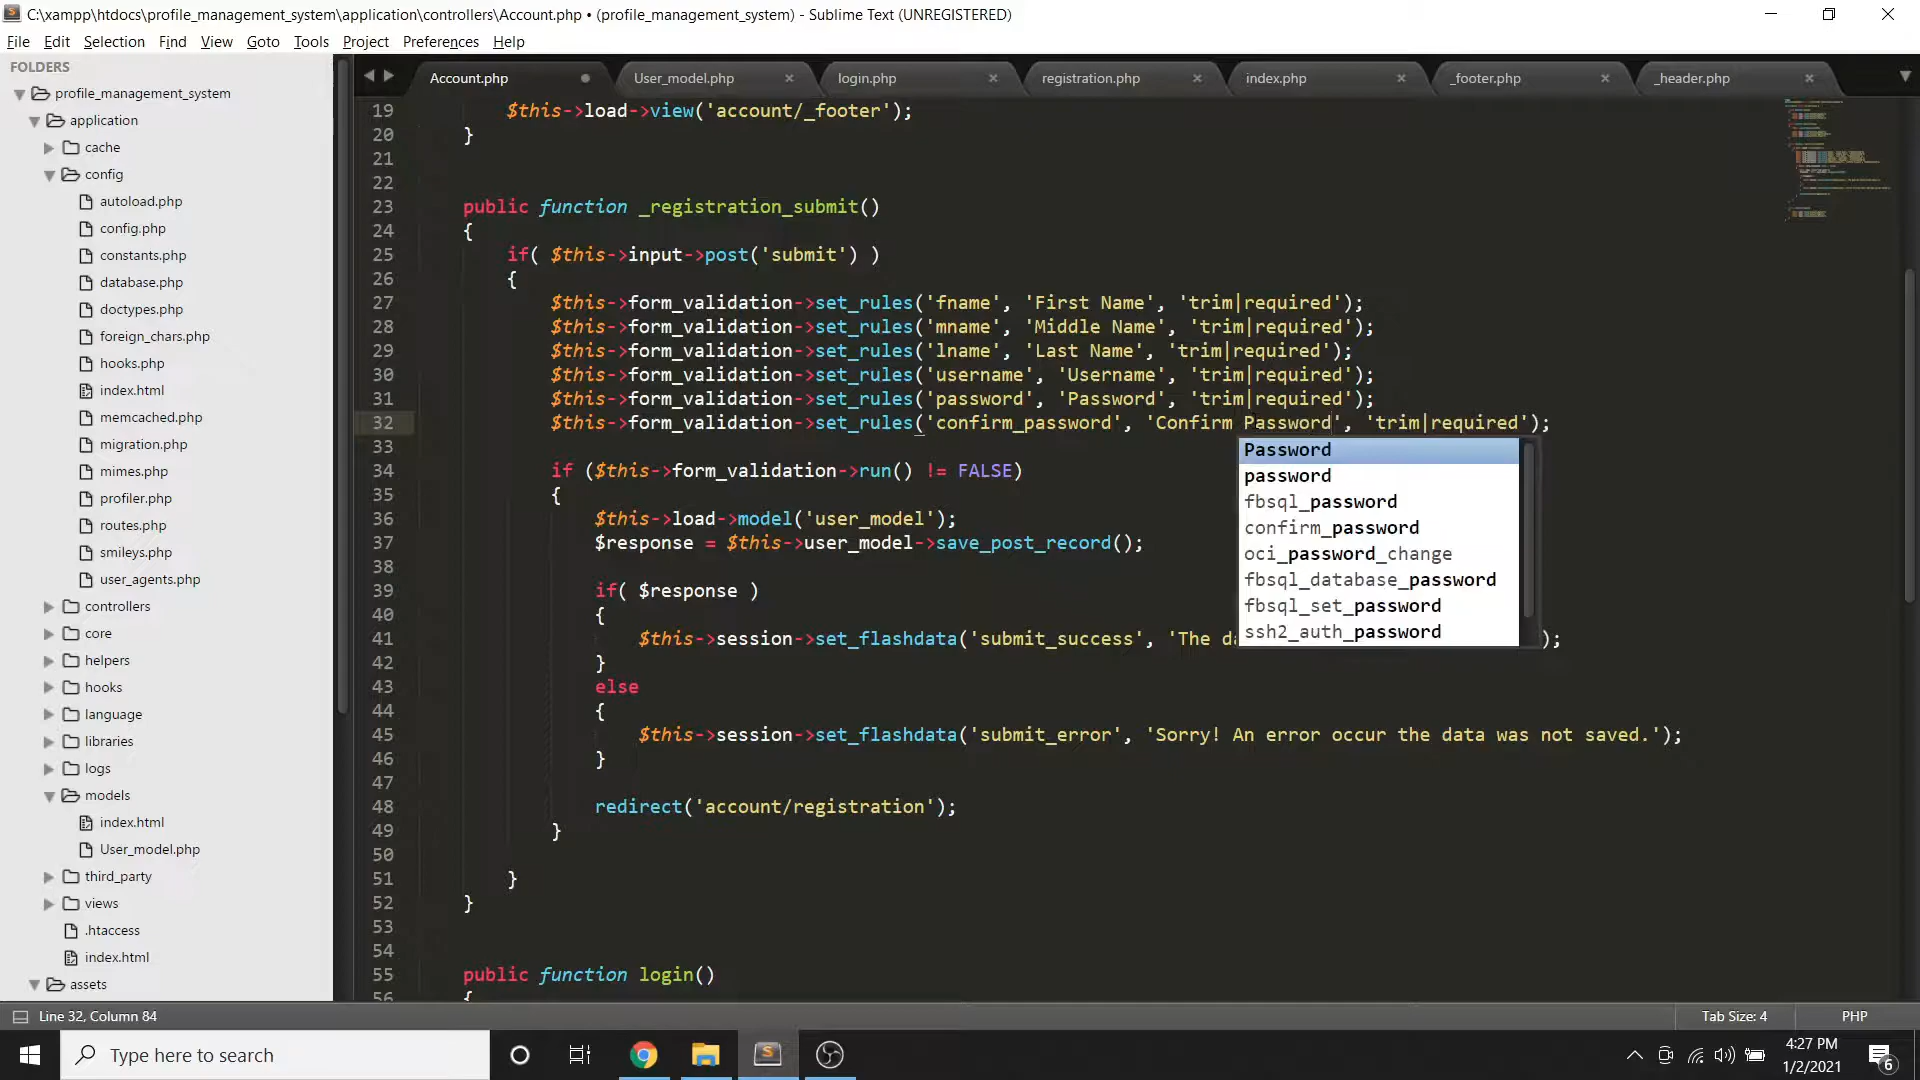 C:\xampp\htdocs\profile_management_system\application\controllers\Account.php • (profile_management_system) - Sublime Text (UNREGISTERED)
File Edit Selection Find View Goto Tools Project Preferences Help
FOLDERS
profile_management_system
application
cache
config
autoload.php
config.php
constants.php
database.php
doctypes.php
foreign_chars.php
hooks.php
index.html
memcached.php
migration.php
mimes.php
profiler.php
routes.php
smileys.php
user_agents.php
controllers
core
helpers
hooks
language
libraries
logs
models
index.html
User_model.php
third_party
views
.htaccess
index.html
assets
Account.php User_model.php login.php registration.php index.php _footer.php _header.php
19 $this->load->view('account/_footer');
20 }
21
22
23 public function _registration_submit()
24 {
25 if( $this->input->post('submit') )
26 {
27 $this->form_validation->set_rules('fname', 'First Name', 'trim|required');
28 $this->form_validation->set_rules('mname', 'Middle Name', 'trim|required');
29 $this->form_validation->set_rules('lname', 'Last Name', 'trim|required');
30 $this->form_validation->set_rules('username', 'Username', 'trim|required');
31 $this->form_validation->set_rules('password', 'Password', 'trim|required');
32 $this->form_validation->set_rules('confirm_password', 'Confirm Password', 'trim|required');
33
34 if ($this->form_validation->run() != FALSE)
35 {
36 $this->load->model('user_model');
37 $response = $this->user_model->save_post_record();
38
39 if( $response )
40 {
41 $this->session->set_flashdata('submit_success', 'The );
42 }
43 else
44 {
45 $this->session->set_flashdata('submit_error', 'Sorry! An error occur the data was not saved.');
46 }
47
48 redirect('account/registration');
49 }
50
51 }
52 }
53
54
55 public function login()
56 {
Password
password
fbsql_password
confirm_password
oci_password_change
fbsql_database_password
fbsql_set_password
ssh2_auth_password
Line 32, Column 84 Tab Size: 4 PHP
Type here to search
4:27 PM
1/2/2021
6